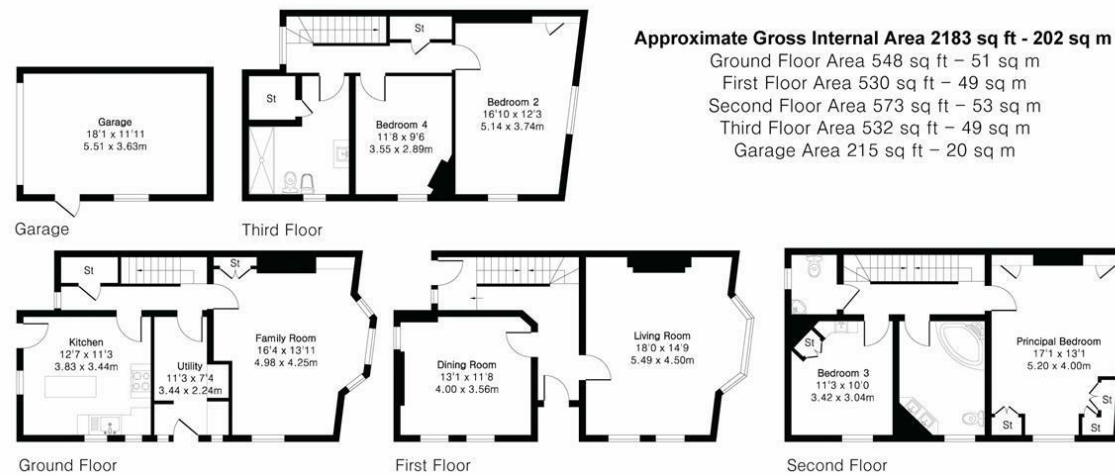 Approximate Gross Internal Area 2183 sq ft - 202 sq m
Ground Floor Area 548 sq ft – 51 sq m
First Floor Area 530 sq ft – 49 sq m
Second Floor Area 573 sq ft – 53 sq m
Third Floor Area 532 sq ft – 49 sq m
Garage Area 215 sq ft – 20 sq m
Garage
18'1 x 11'11
5.51 x 3.63m
Garage
St
St
Bedroom 2
16'10 x 12'3
5.14 x 3.74m
Bedroom 4
11'8 x 9'6
3.55 x 2.89m
Third Floor
St
St
Kitchen
12'7 x 11'3
3.83 x 3.44m
Utility
11'3 x 7'4
3.44 x 2.24m
Family Room
16'4 x 13'11
4.98 x 4.25m
Ground Floor
Dining Room
13'1 x 11'8
4.00 x 3.56m
Living Room
18'0 x 14'9
5.49 x 4.50m
First Floor
St
Bedroom 3
11'3 x 10'0
3.42 x 3.04m
Principal Bedroom
17'1 x 13'1
5.20 x 4.00m
St
St
St
Second Floor